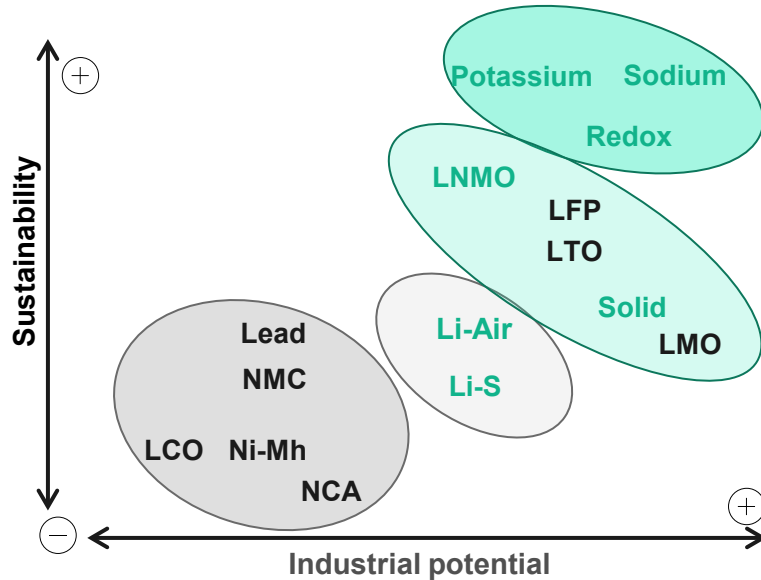 Potassium
Sodium
Redox
LNMO
LFP
LTO
Solid
LMO
Li-Air
Li-S
Lead
NMC
LCO
Ni-Mh
NCA
Sustainability
Industrial potential